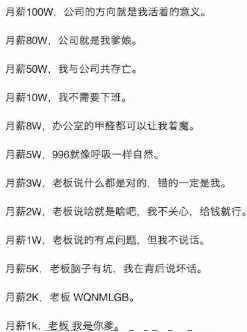 月薪100W，公司的方向就是我活着的意义。
月薪80W，公司就是我爹娘。
月薪50W，我与公司共存亡。
月薪10W，我不需要下班。
月薪8W，办公室的甲醛都可以让我着魔。
月薪5W，996就像呼吸一样自然。
月薪3W，老板说什么都是对的，错的一定是我。
月薪2W，老板说啥就是啥吧，我不关心，给钱就行。
月薪1W，老板说的有点问题，但我不说话。
月薪5K，老板脑子有坑，我在背后说坏话。
月薪2K，老板 WQNMLGB。
月薪1k，老板 我是你爹。